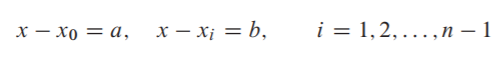 x − x₀ = a, x − xᵢ = b, i = 1, 2, . . . , n − 1